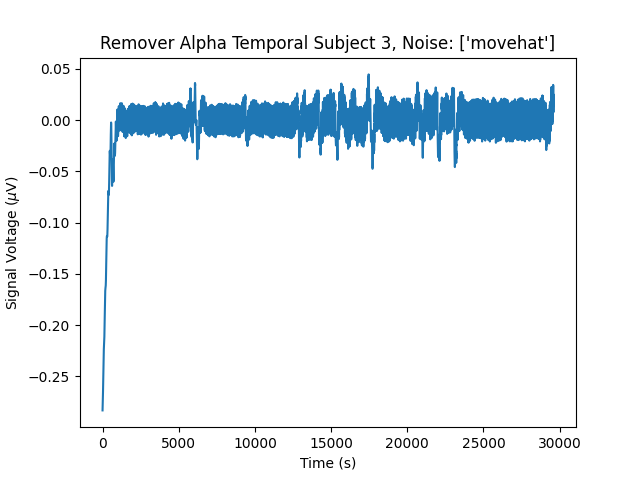 Remover Alpha Temporal Subject 3, Noise: ['movehat']
0.05
0.00
−0.05
−0.10
−0.15
−0.20
−0.25
Signal Voltage (μV)
0 5000 10000 15000 20000 25000 30000
Time (s)